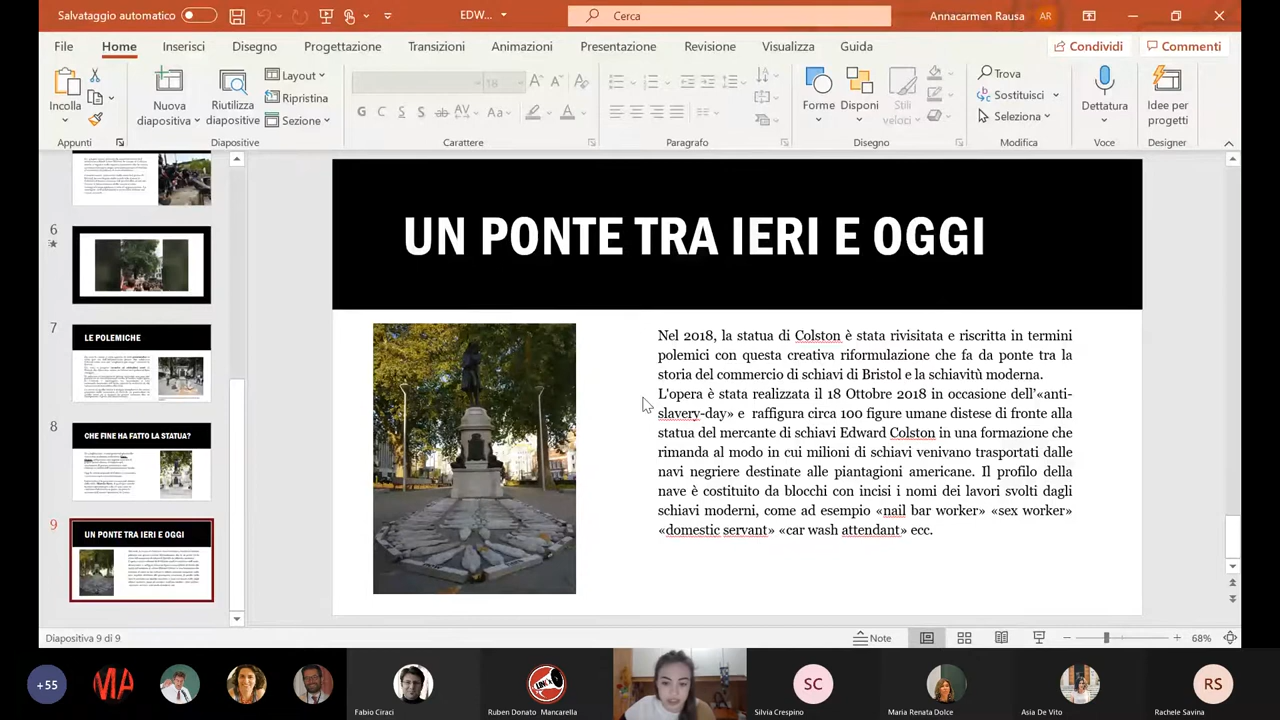 Salvataggio automatico
EDW...
Cerca
Annacarmen Rausa
AR
File
Home
Inserisci
Disegno
Progettazione
Transizioni
Animazioni
Presentazione
Revisione
Visualizza
Guida
Condividi
Commenti
Incolla
Appunti
Nuova
diapositiva
Riutilizza
diapositive
Layout
Ripristina
Sezione
Diapositive
18
G C S S ab AV Aa A
Carattere
Paragrafo
Forme
Disponi
Stili
veloci
Disegno
Trova
Sostituisci
Seleziona
Modifica
Dettatura
Voce
Idee per
progetti
Designer
6
7
LE POLEMICHE
8
CHE FINE HA FATTO LA STATUA?
9
UN PONTE TRA IERI E OGGI
UN PONTE TRA IERI E OGGI
Nel 2018, la statua di Colston è stata rivisitata e riscritta in termini
polemici con questa creativa riformulazione che fa da ponte tra la
storia del commercio di schiavi di Bristol e la schiavitù moderna.
L'opera è stata realizzata il 18 Ottobre 2018 in occasione dell'«anti-
slavery-day» e raffigura circa 100 figure umane distese di fronte alla
statua del mercante di schiavi Edward Colston in una formazione che
rimanda al modo in cui milioni di schiavi venivano trasportati dalle
navi negriere destinate alle piantagioni americane. Il profilo della
nave è costituito da blocchi con incisi i nomi dei lavori svolti dagli
schiavi moderni, come ad esempio «nail bar worker» «sex worker»
«domestic servant» «car wash attendant» ecc.
Diapositiva 9 di 9
Note
68%
+55
MA
Fabio Ciraci
LINK
Ruben Donato Mancarella
SC
Silvia Crespino
Maria Renata Dolce
Asia De Vito
RS
Rachele Savina